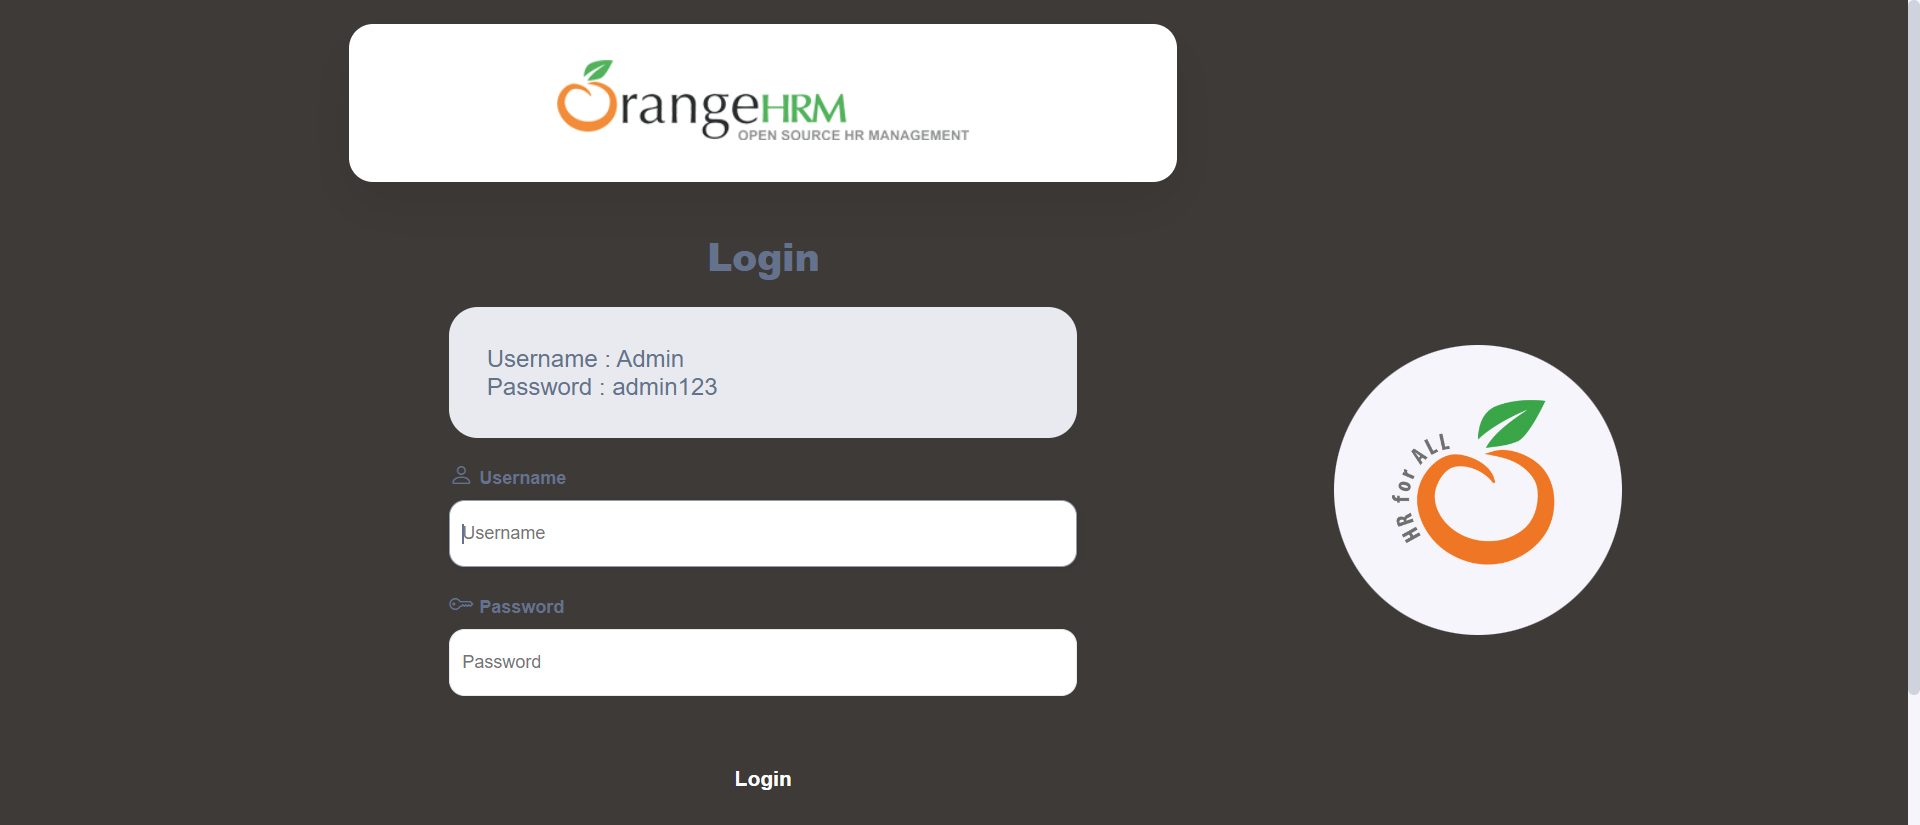 OrangeHRM
OPEN SOURCE HR MANAGEMENT
Login
Username : Admin
Password : admin123
Username
Username
Password
Password
Login
HR for ALL